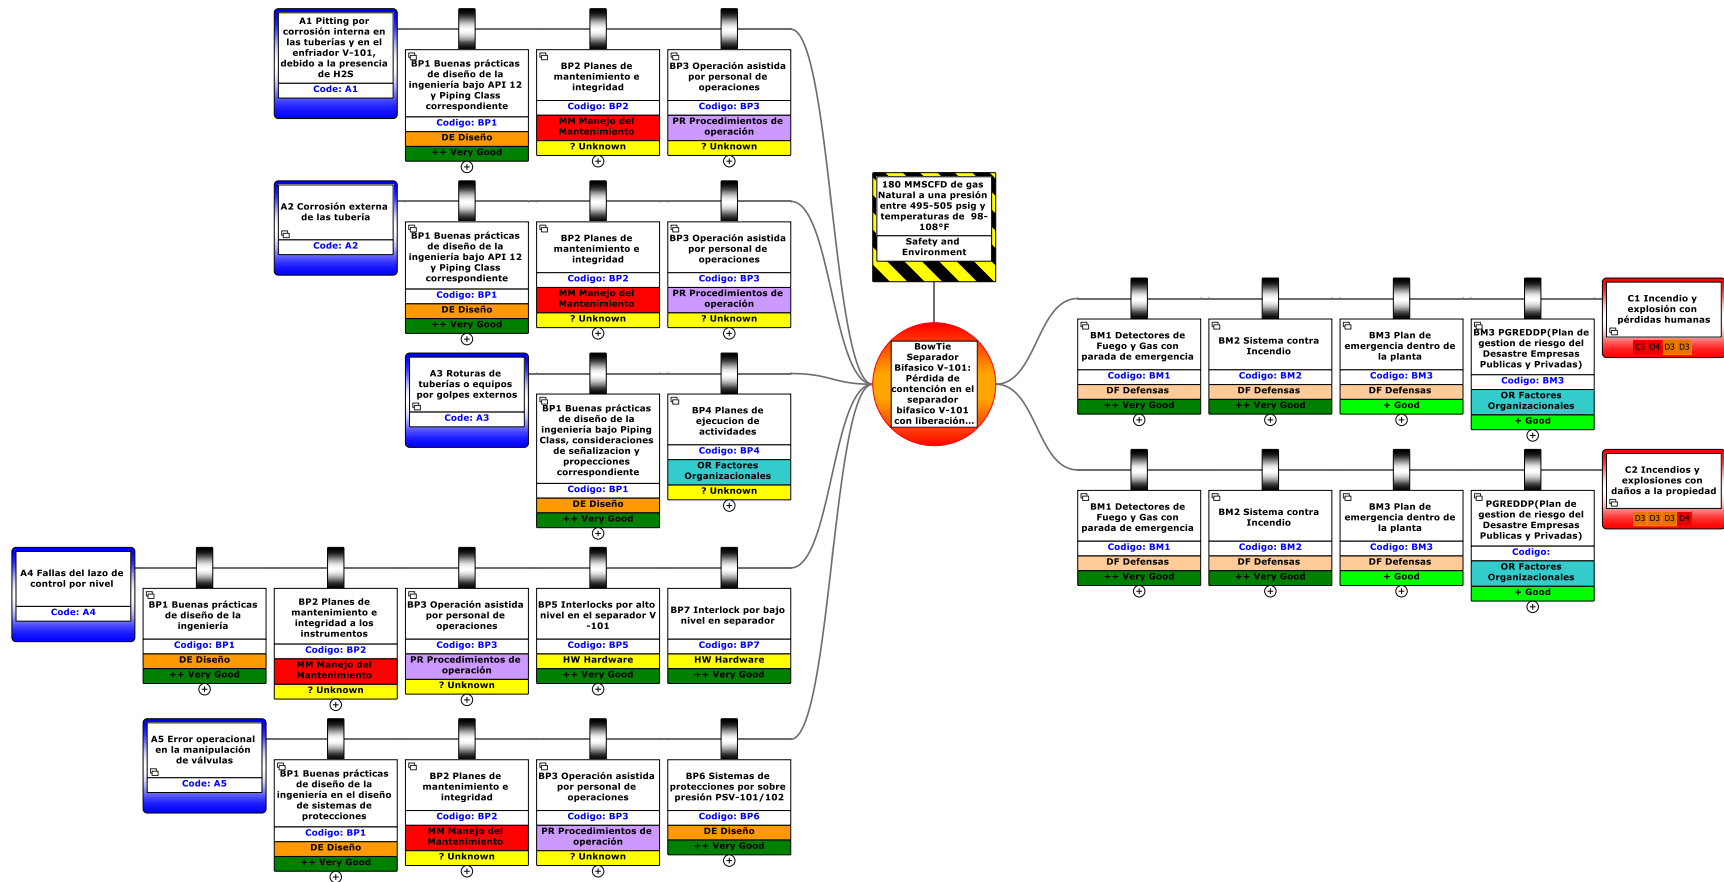 A1 Pitting por
corrosión interna en
las tuberías y en el
enfriador V-101,
debido a la presencia
de H2S
Code: A1
BP1 Buenas prácticas
de diseño de la
ingeniería bajo API 12
y Piping Class
correspondiente
Codigo: BP1
DE Diseño
++ Very Good
BP2 Planes de
mantenimiento e
integridad
Codigo: BP2
MM Manejo del
Mantenimiento
? Unknown
BP3 Operación asistida
por personal de
operaciones
Codigo: BP3
PR Procedimientos de
operación
? Unknown
A2 Corrosión externa
de las tubería
Code: A2
BP1 Buenas prácticas
de diseño de la
ingeniería bajo API 12
y Piping Class
correspondiente
Codigo: BP1
DE Diseño
++ Very Good
BP2 Planes de
mantenimiento e
integridad
Codigo: BP2
MM Manejo del
Mantenimiento
? Unknown
BP3 Operación asistida
por personal de
operaciones
Codigo: BP3
PR Procedimientos de
operación
? Unknown
A3 Roturas de
tuberías o equipos
por golpes externos
Code: A3
BP1 Buenas prácticas
de diseño de la
ingeniería bajo Piping
Class, consideraciones
de señalizacion y
propecciones
correspondiente
Codigo: BP1
DE Diseño
++ Very Good
BP4 Planes de
ejecucion de
actividades
Codigo: BP4
OR Factores
Organizacionales
? Unknown
A4 Fallas del lazo de
control por nivel
Code: A4
BP1 Buenas prácticas
de diseño de la
ingeniería
Codigo: BP1
DE Diseño
++ Very Good
BP2 Planes de
mantenimiento e
integridad a los
instrumentos
Codigo: BP2
MM Manejo del
Mantenimiento
? Unknown
BP3 Operación asistida
por personal de
operaciones
Codigo: BP3
PR Procedimientos de
operación
? Unknown
BP5 Interlocks por alto
nivel en el separador V
-101
Codigo: BP5
HW Hardware
++ Very Good
BP7 Interlock por bajo
nivel en separador
Codigo: BP7
HW Hardware
++ Very Good
A5 Error operacional
en la manipulación
de válvulas
Code: A5
BP1 Buenas prácticas
de diseño de la
ingeniería en el diseño
de sistemas de
protecciones
Codigo: BP1
DE Diseño
++ Very Good
BP2 Planes de
mantenimiento e
integridad
Codigo: BP2
MM Manejo del
Mantenimiento
? Unknown
BP3 Operación asistida
por personal de
operaciones
Codigo: BP3
PR Procedimientos de
operación
? Unknown
BP6 Sistemas de
protecciones por sobre
presión PSV-101/102
Codigo: BP6
DE Diseño
++ Very Good
180 MMSCFD de gas
Natural a una presión
entre 495-505 psig y
temperaturas de 98-
108°F
Safety and
Environment
BowTie
Separador
Bifasico V-101:
Pérdida de
contención en el
separador
bifasico V-101
con liberación...
BM1 Detectores de
Fuego y Gas con
parada de emergencia
Codigo: BM1
DF Defensas
++ Very Good
BM2 Sistema contra
Incendio
Codigo: BM2
DF Defensas
++ Very Good
BM3 Plan de
emergencia dentro de
la planta
Codigo: BM3
DF Defensas
+ Good
BM3 PGREDDP(Plan de
gestion de riesgo del
Desastre Empresas
Publicas y Privadas)
Codigo: BM3
OR Factores
Organizacionales
+ Good
C1 Incendio y
explosión con
pérdidas humanas
C5 D4 D3 D3
BM1 Detectores de
Fuego y Gas con
parada de emergencia
Codigo: BM1
DF Defensas
++ Very Good
BM2 Sistema contra
Incendio
Codigo: BM2
DF Defensas
++ Very Good
BM3 Plan de
emergencia dentro de
la planta
Codigo: BM3
DF Defensas
+ Good
PGREDDP(Plan de
gestion de riesgo del
Desastre Empresas
Publicas y Privadas)
Codigo:
OR Factores
Organizacionales
+ Good
C2 Incendios y
explosiones con
daños a la propiedad
D3 D3 D3 D4